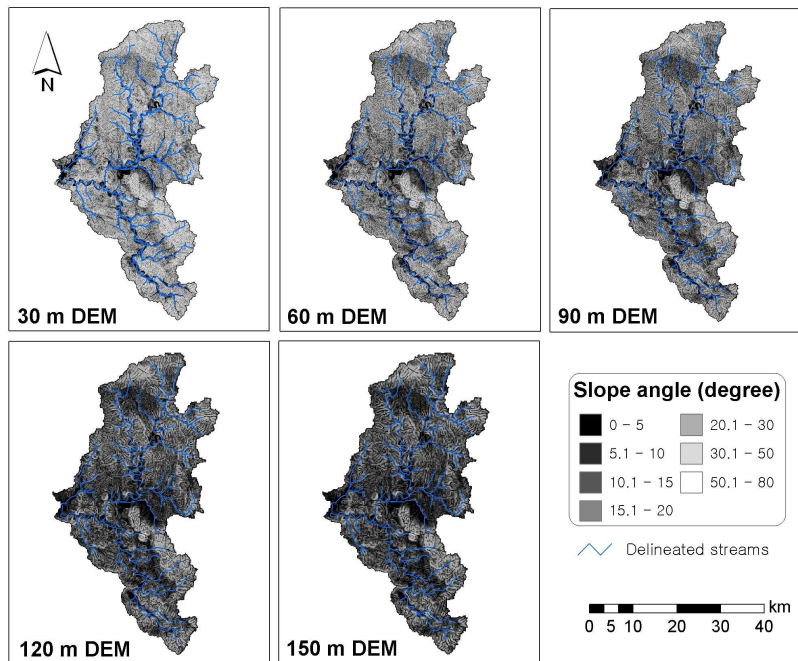 N
30 m DEM
60 m DEM
90 m DEM
120 m DEM
150 m DEM
Slope angle (degree)
0 - 5
20.1 - 30
5.1 - 10
30.1 - 50
10.1 - 15
50.1 - 80
15.1 - 20
Delineated streams
km
0 5 10 20 30 40